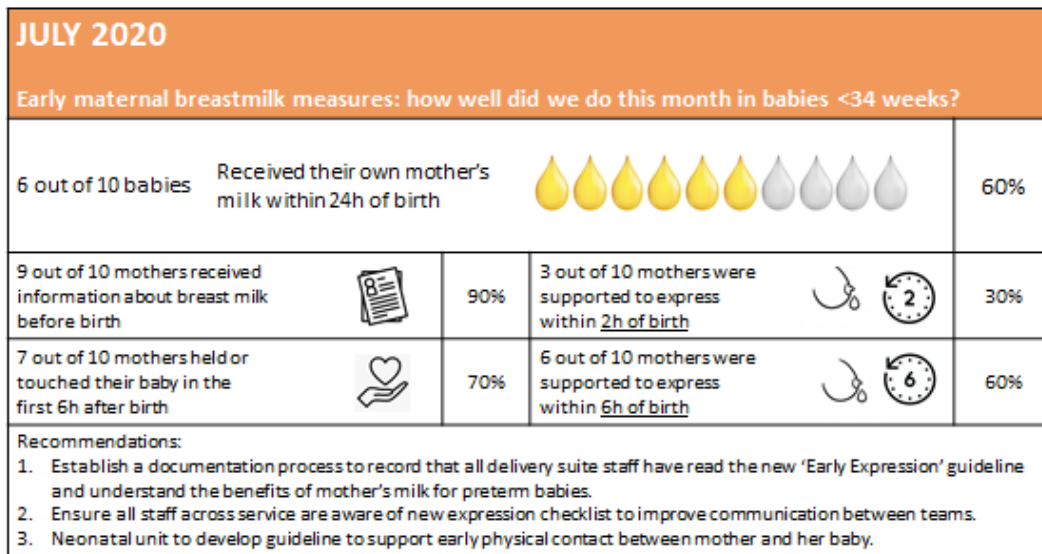 JULY 2020
Early maternal breastmilk measures: how well did we do this month in babies <34 weeks?
6 out of 10 babies
Received their own mother's
milk within 24h of birth
60%
9 out of 10 mothers received
information about breast milk
before birth
8
90%
3 out of 10 mothers were
supported to express
within 2h of birth
2
30%
7 out of 10 mothers held or
touched their baby in the
first 6h after birth
70%
6 out of 10 mothers were
supported to express
within 6h of birth
6
60%
Recommendations:
1. Establish a documentation process to record that all delivery suite staff have read the new 'Early Expression' guideline
and understand the benefits of mother's milk for preterm babies.
2. Ensure all staff across service are aware of new expression checklist to improve communication between teams.
3. Neonatal unit to develop guideline to support early physical contact between mother and her baby.